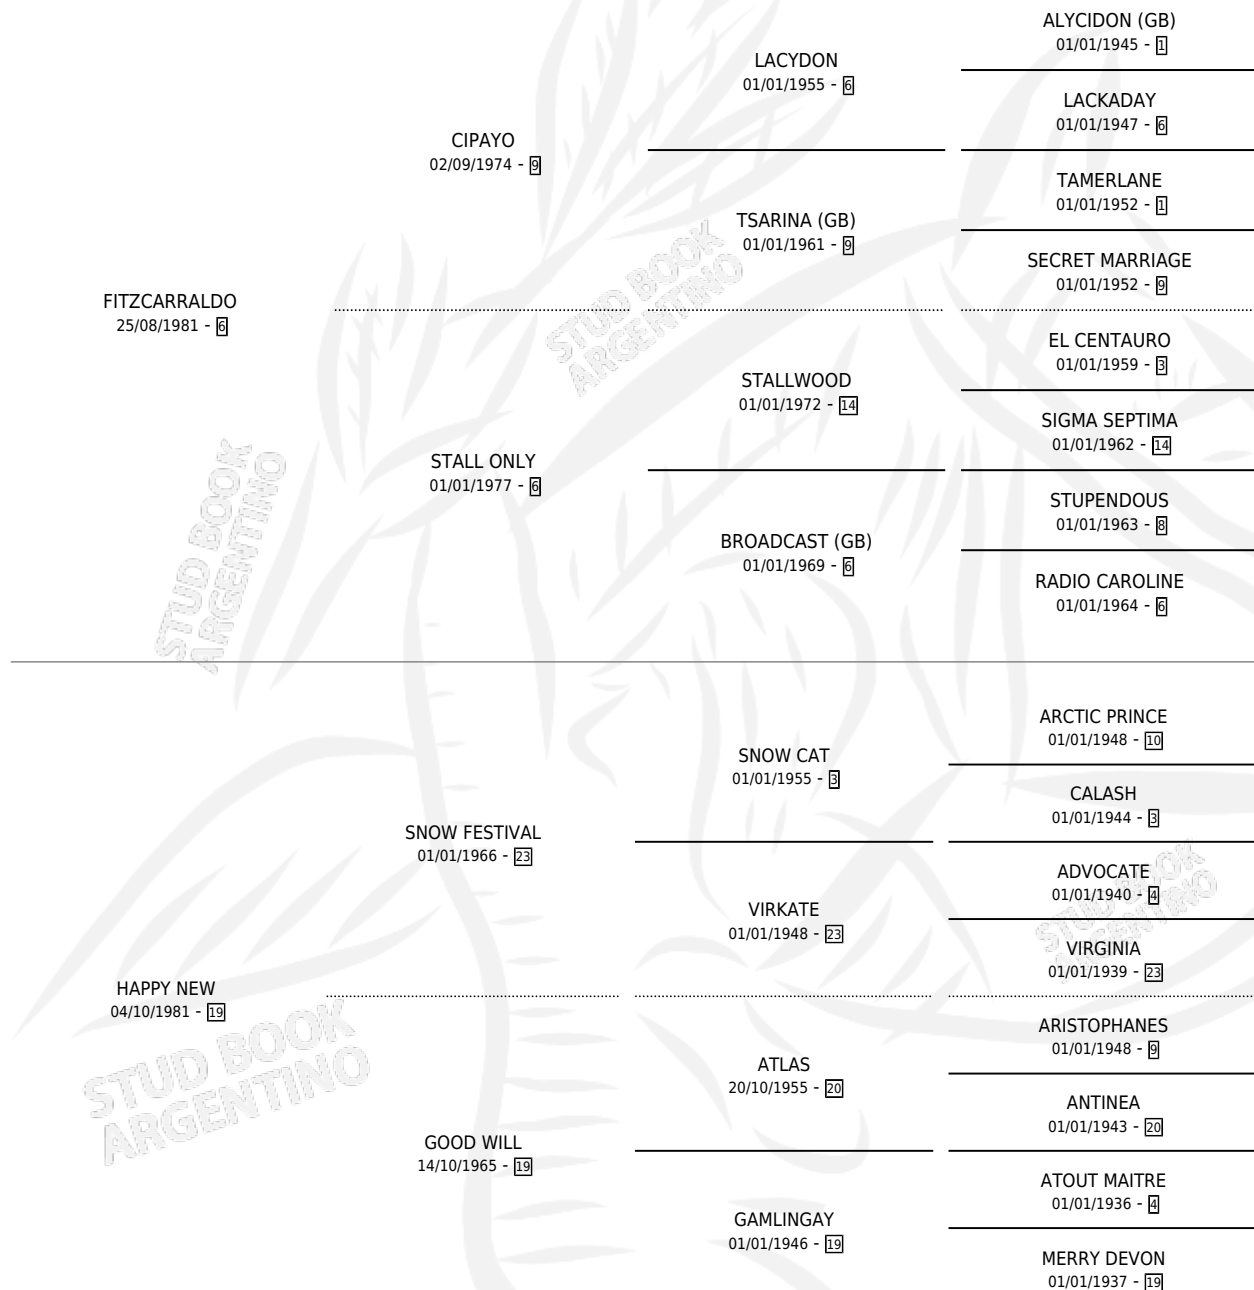 ALYCIDON (GB)
01/01/1945 - 1
LACYDON
01/01/1955 - 6
LACKADAY
01/01/1947 - 6
CIPAYO
02/09/1974 - 9
TAMERLANE
01/01/1952 - 1
TSARINA (GB)
01/01/1961 - 9
SECRET MARRIAGE
01/01/1952 - 9
FITZCARRALDO
25/08/1981 - 6
STUD BOOK
ARGENTINO
EL CENTAURO
01/01/1959 - 3
STALLWOOD
01/01/1972 - 14
SIGMA SEPTIMA
01/01/1962 - 14
STALL ONLY
01/01/1977 - 6
STUPENDOUS
01/01/1963 - 8
BROADCAST (GB)
01/01/1969 - 6
RADIO CAROLINE
01/01/1964 - 6
STUD BOOK
ARGENTINO
ARCTIC PRINCE
01/01/1948 - 10
SNOW CAT
01/01/1955 - 3
CALASH
01/01/1944 - 3
SNOW FESTIVAL
01/01/1966 - 23
ADVOCATE
01/01/1940 - 4
VIRKATE
01/01/1948 - 23
VIRGINIA
01/01/1939 - 23
STUD BOOK
ARGENTINO
HAPPY NEW
04/10/1981 - 19
ARISTOPHANES
01/01/1948 - 9
ATLAS
20/10/1955 - 20
ANTINEA
01/01/1943 - 20
STUD BOOK
ARGENTINO
GOOD WILL
14/10/1965 - 19
ATOUT MAITRE
01/01/1936 - 4
GAMLINGAY
01/01/1946 - 19
MERRY DEVON
01/01/1937 - 19